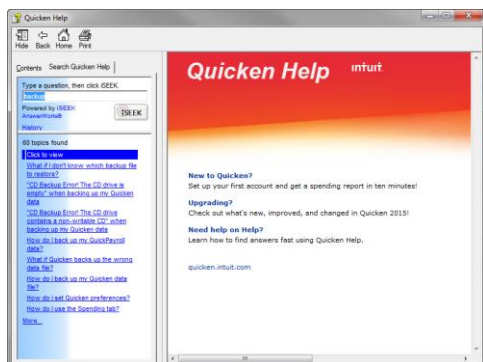 Quicken Help
Hide Back Home Print
Contents Search Quicken Help
Type a question, then click ISEEK.
backup
Powered by ISEEK
AnswerWorks®
ISEEK
History
60 topics found
Click to view
What if I don't know which backup file
to restore?
"CD Backup Error! The CD drive is
empty" when backing up my Quicken
data
"CD Backup Error! The CD drive
contains a non-writable CD" when
backing up my Quicken data
How do I back up my QuickPayroll
data?
What if Quicken backs up the wrong
data file?
How do I back up my Quicken data
file?
How do I set Quicken preferences?
How do I use the Spending tab?
More...
Quicken Help intuit
New to Quicken?
Set up your first account and get a spending report in ten minutes!
Upgrading?
Check out what's new, improved, and changed in Quicken 2015!
Need help on Help?
Learn how to find answers fast using Quicken Help.
quicken.intuit.com